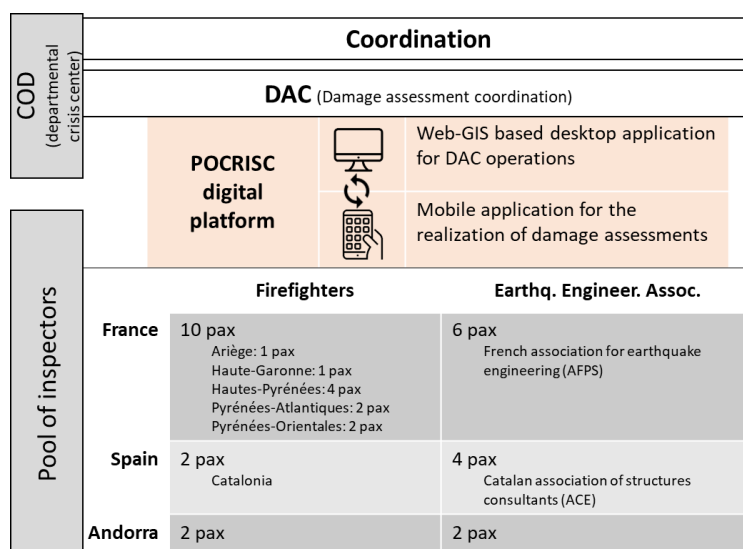 COD
(departmental
crisis center)
Coordination
DAC (Damage assessment coordination)
POCRISC
digital
platform
Web-GIS based desktop application
for DAC operations
Mobile application for the
realization of damage assessments
Pool of inspectors
Firefighters
Earthq. Engineer. Assoc.
France
10 pax
Ariège: 1 pax
Haute-Garonne: 1 pax
Hautes-Pyrénées: 4 pax
Pyrénées-Atlantiques: 2 pax
Pyrénées-Orientales: 2 pax
6 pax
French association for earthquake
engineering (AFPS)
Spain
2 pax
Catalonia
4 pax
Catalan association of structures
consultants (ACE)
Andorra
2 pax
2 pax